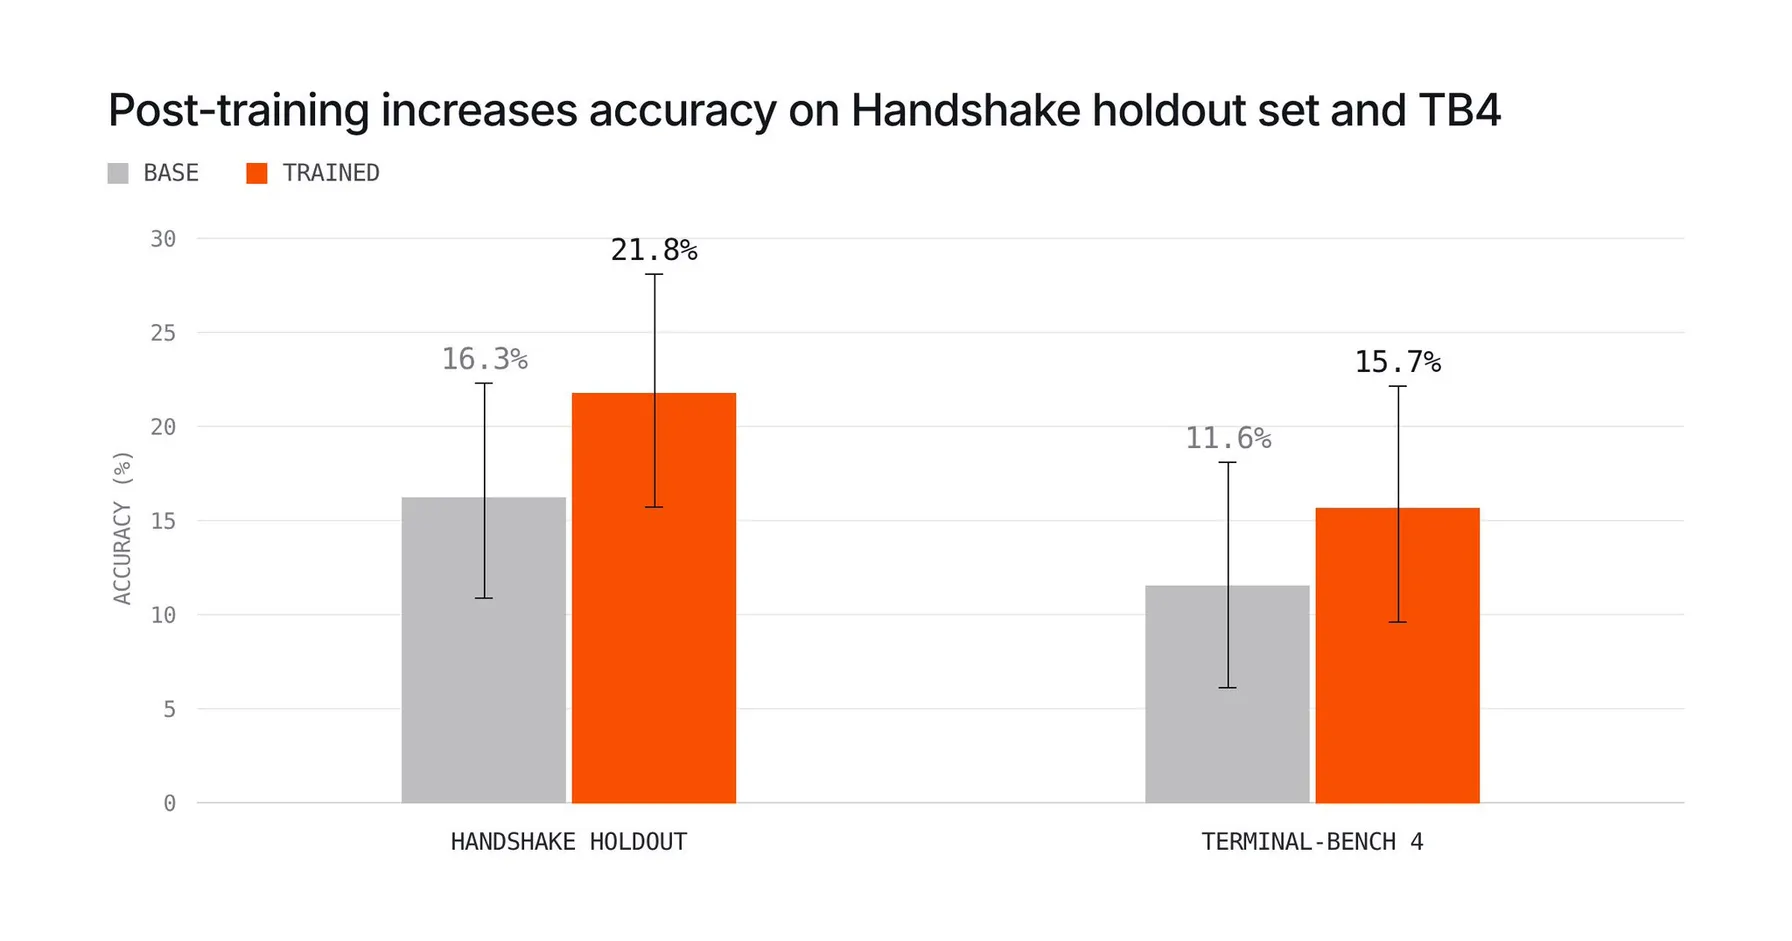 Post-training increases accuracy on Handshake holdout set and TB4
BASE TRAINED
ACCURACY (%)
30
25
20
15
10
5
0
16.3%
21.8%
11.6%
15.7%
HANDSHAKE HOLDOUT
TERMINAL-BENCH 4